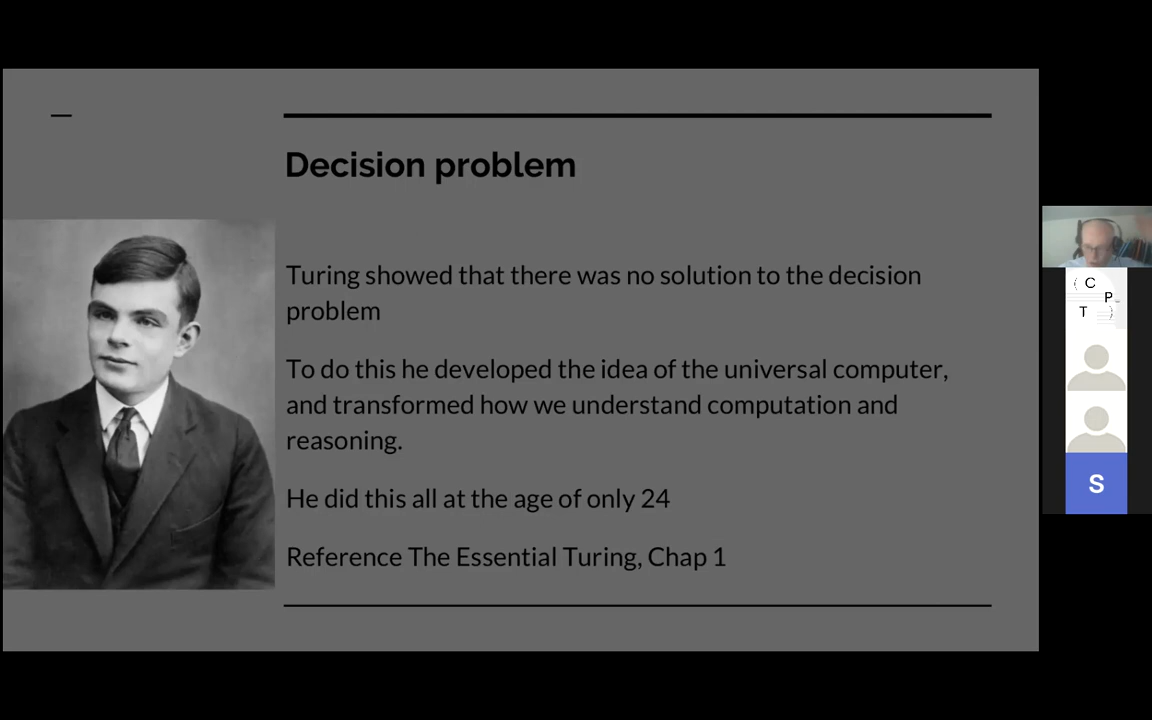 Decision problem
Turing showed that there was no solution to the decision
problem
To do this he developed the idea of the universal computer,
and transformed how we understand computation and
reasoning.
He did this all at the age of only 24
Reference The Essential Turing, Chap 1
( C
P
T )
S